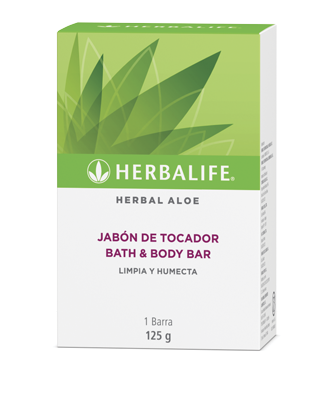 HERBALIFE®
HERBAL ALOE
JABÓN DE TOCADOR
BATH & BODY BAR
LIMPIA Y HUMECTA
1 Barra
125 g